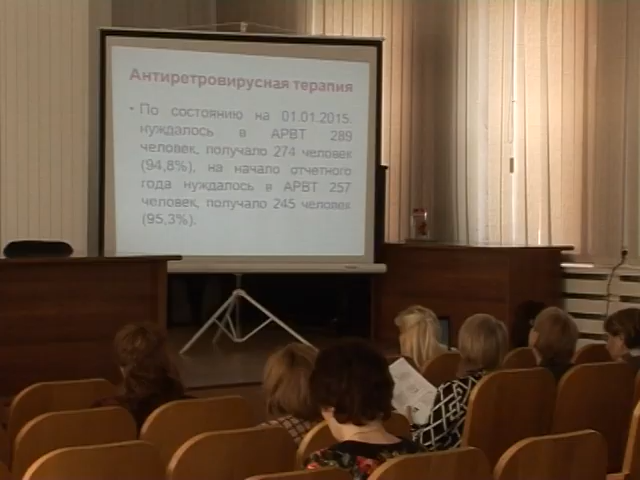 Антиретровирусная терапия
• По состоянию на 01.01.2015.
нуждалось в АРВТ 289
человек, получало 274 человек
(94,8%), на начало отчетного
года нуждалось в АРВТ 257
человек, получало 245 человек
(95,3%).